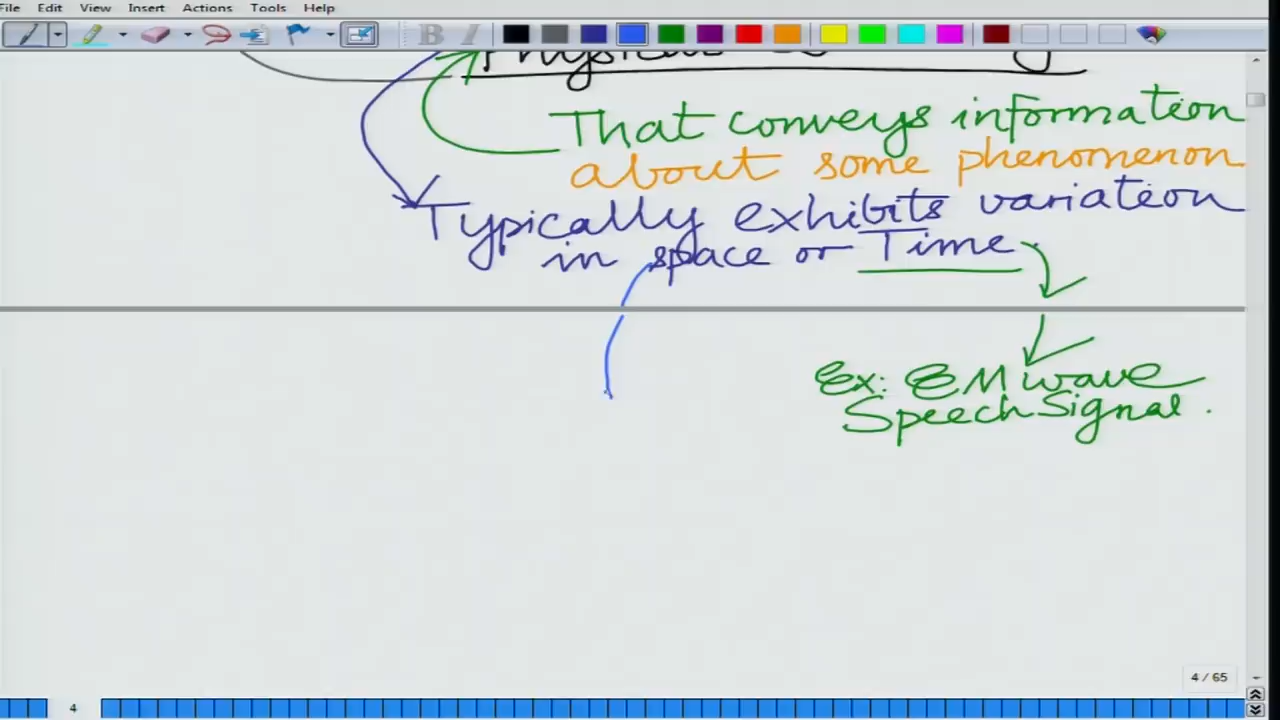 File Edit View Insert Actions Tools Help
That conveys information
about some phenomenon
Typically exhibits variation
in space or Time
Ex: EM wave
Speech Signal.
4 / 65
4